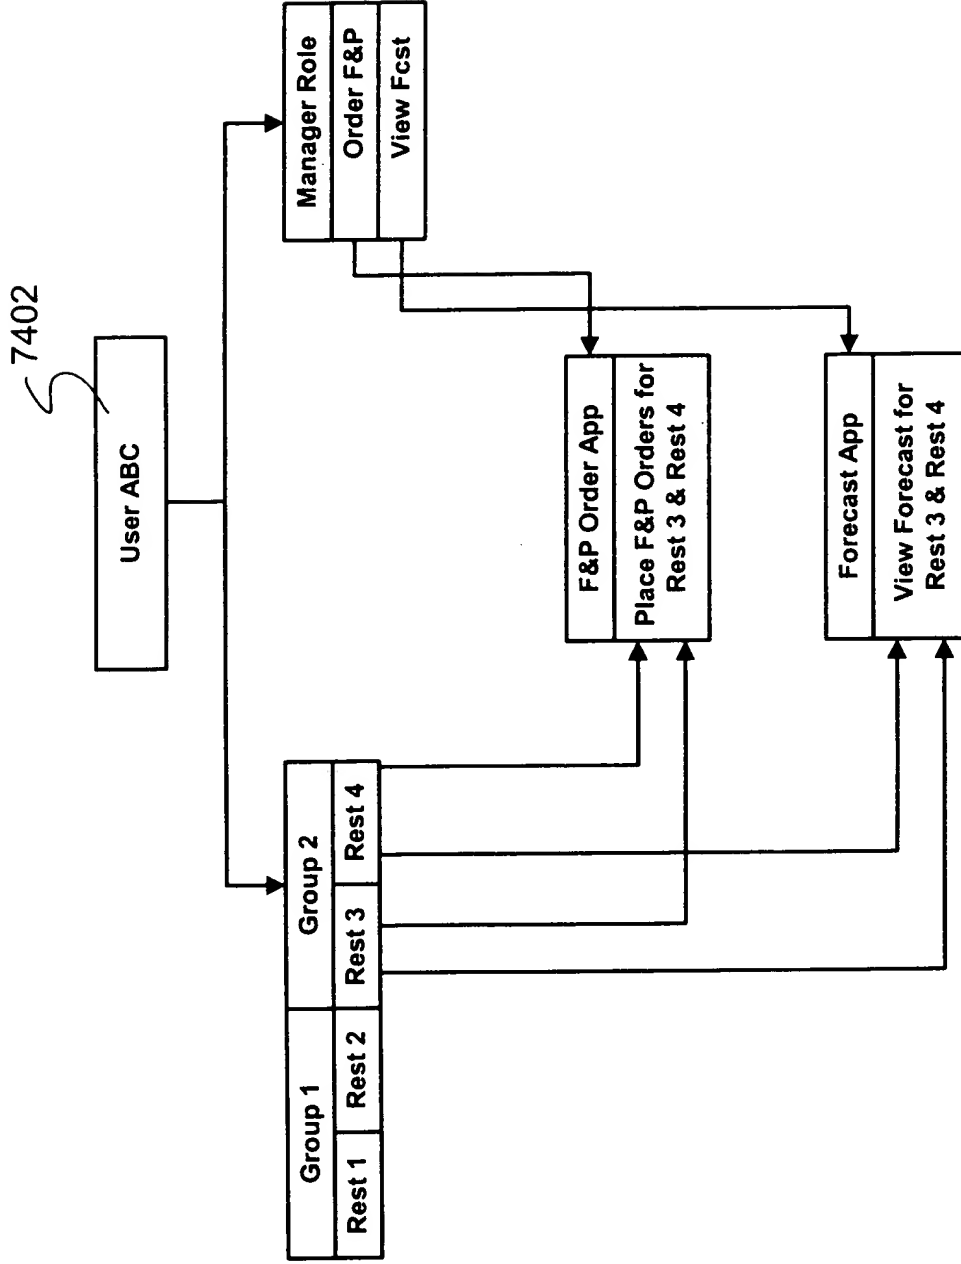 7402
User ABC
Group 1
Group 2
Rest 1
Rest 2
Rest 3
Rest 4
Manager Role
Order F&P
View Fcst
F&P Order App
Place F&P Orders for
Rest 3 & Rest 4
Forecast App
View Forecast for
Rest 3 & Rest 4